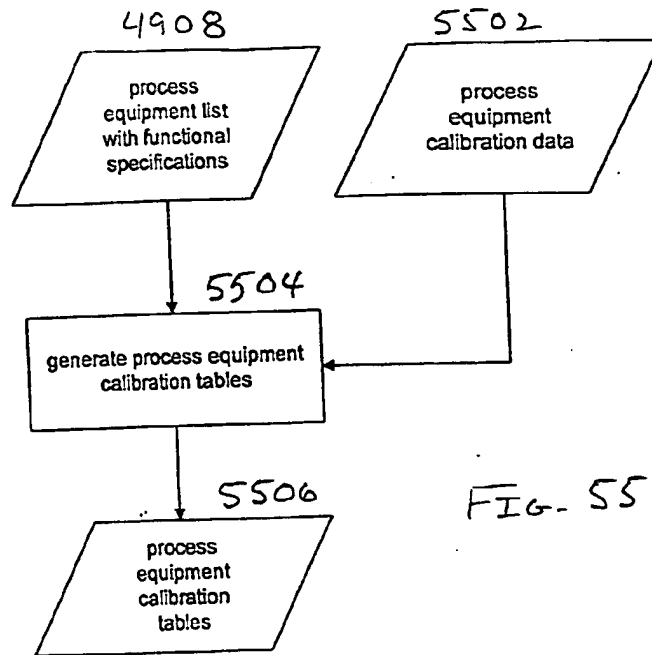 4908
5502
process
equipment list
with functional
specifications
process
equipment
calibration data
5504
generate process equipment
calibration tables
5506
FIG. 55
process
equipment
calibration
tables